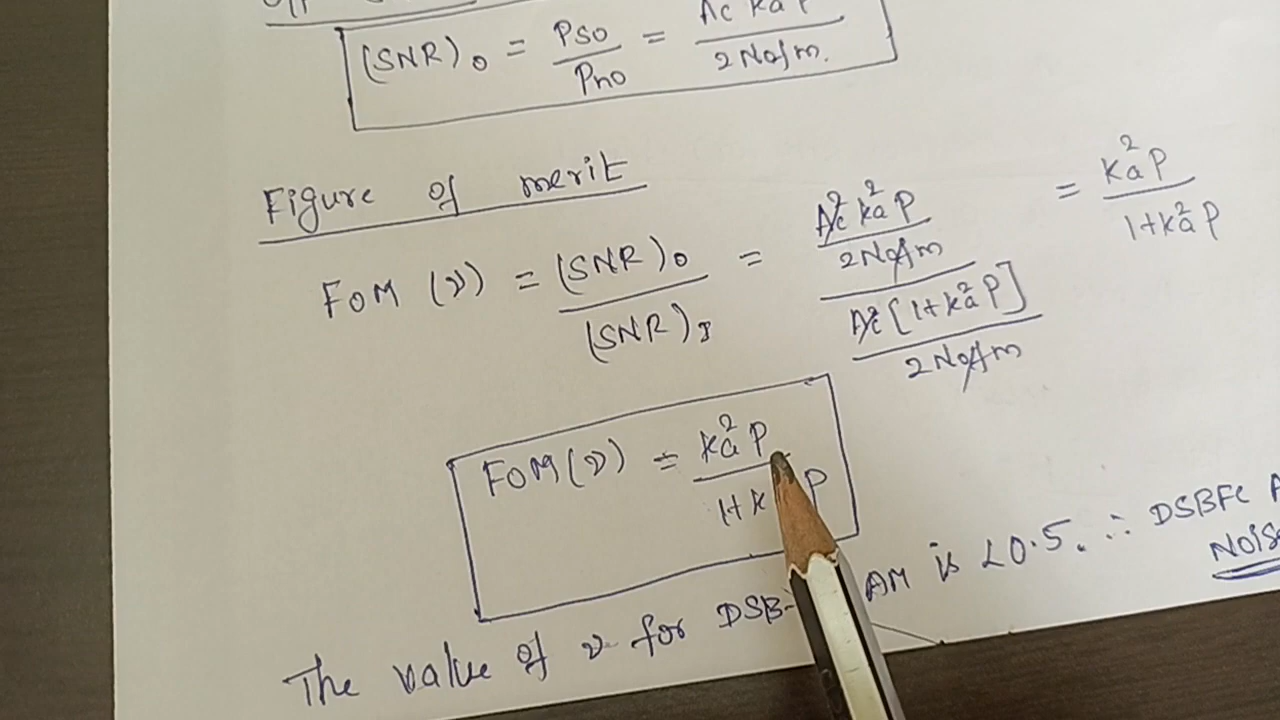 (SNR)o = Pso/Pno = Ac ka P/2Nofm.
Figure of merit
FOM (ν) = (SNR)o/(SNR)I = (Ac² ka² P/2Nofm)/(Ac²[1+ka² P]/2Nofm) = ka² P/1+ka² P
FOM(ν) = ka² P/1+k P
The value of ν for DSB- AM is <0.5. ∴ DSBFC